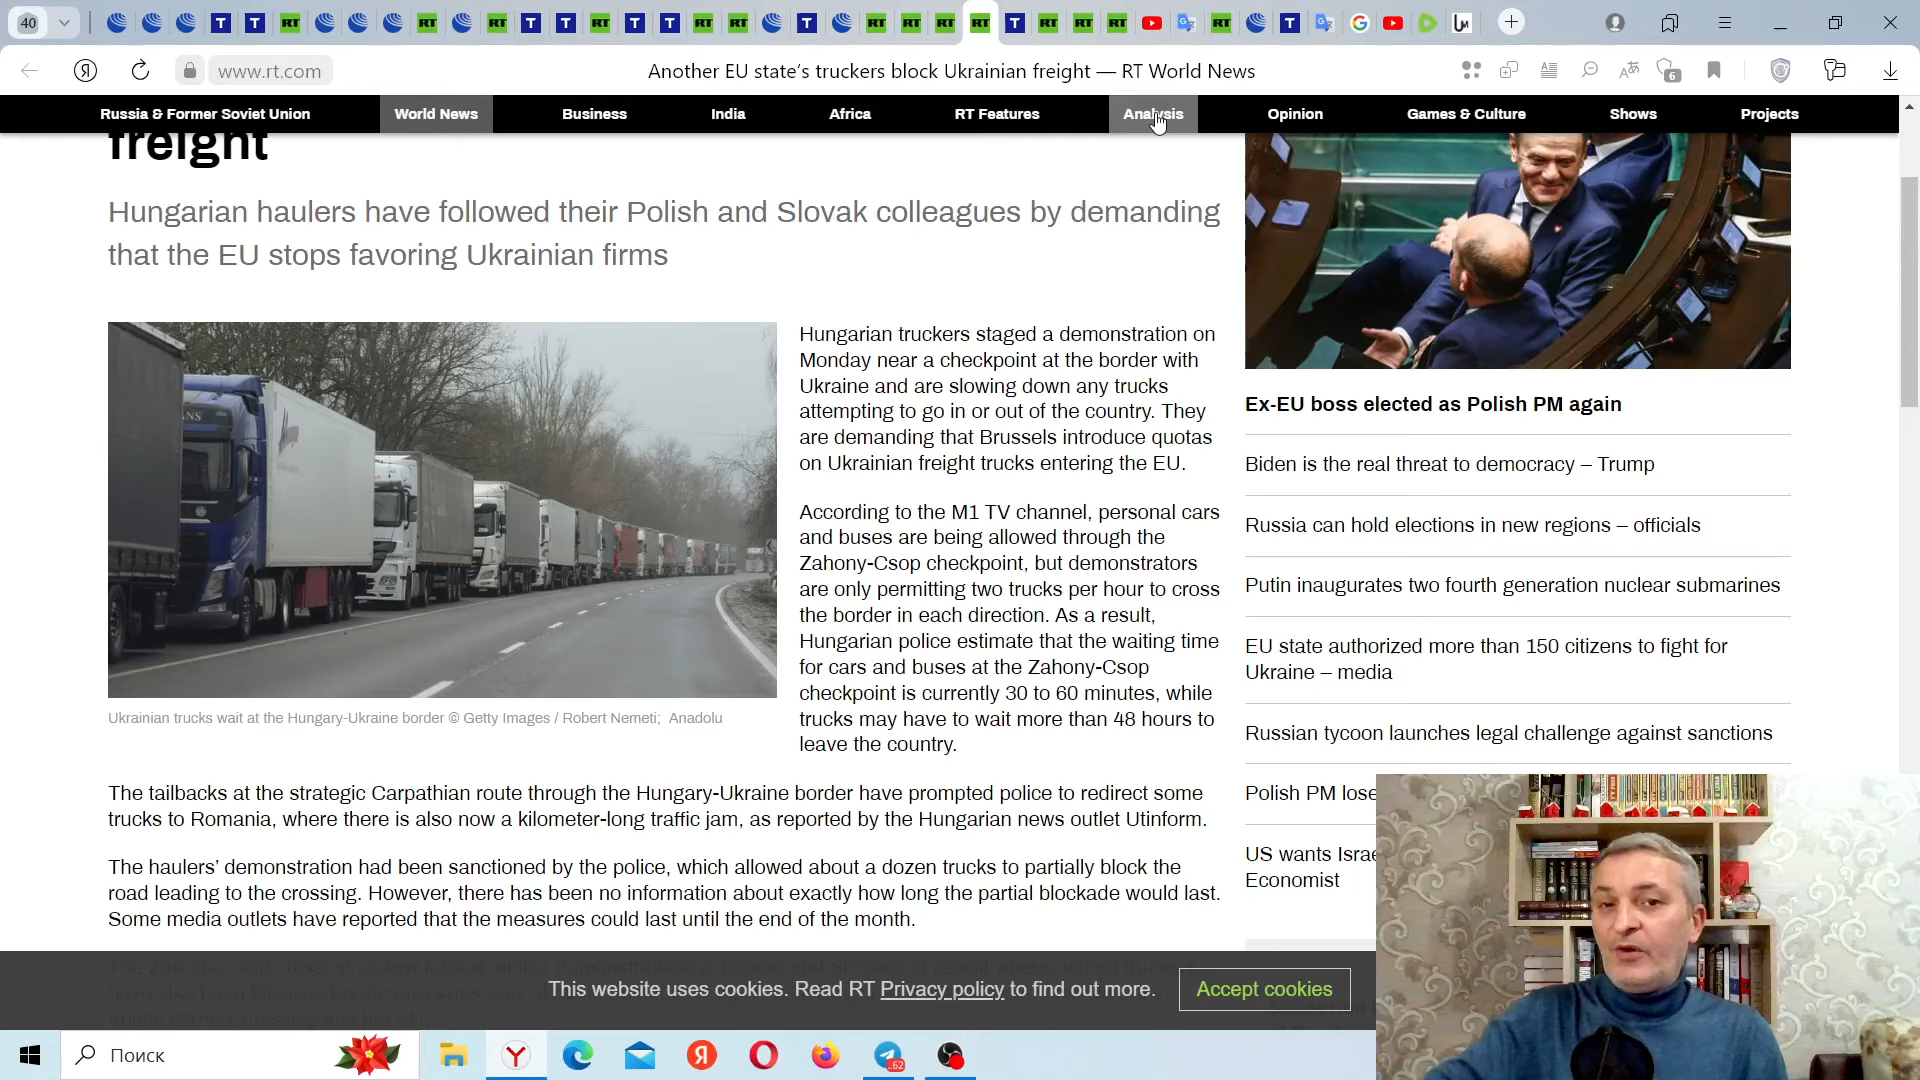 40
www.rt.com
Another EU state's truckers block Ukrainian freight — RT World News
6
Russia & Former Soviet Union
World News
Business
India
Africa
RT Features
Analysis
Opinion
Games & Culture
Shows
Projects
freight
Hungarian haulers have followed their Polish and Slovak colleagues by demanding
that the EU stops favoring Ukrainian firms
Ukrainian trucks wait at the Hungary-Ukraine border © Getty Images / Robert Nemeti; Anadolu
Hungarian truckers staged a demonstration on
Monday near a checkpoint at the border with
Ukraine and are slowing down any trucks
attempting to go in or out of the country. They
are demanding that Brussels introduce quotas
on Ukrainian freight trucks entering the EU.
According to the M1 TV channel, personal cars
and buses are being allowed through the
Zahony-Csop checkpoint, but demonstrators
are only permitting two trucks per hour to cross
the border in each direction. As a result,
Hungarian police estimate that the waiting time
for cars and buses at the Zahony-Csop
checkpoint is currently 30 to 60 minutes, while
trucks may have to wait more than 48 hours to
leave the country.
The tailbacks at the strategic Carpathian route through the Hungary-Ukraine border have prompted police to redirect some
trucks to Romania, where there is also now a kilometer-long traffic jam, as reported by the Hungarian news outlet Utinform.
The haulers' demonstration had been sanctioned by the police, which allowed about a dozen trucks to partially block the
road leading to the crossing. However, there has been no information about exactly how long the partial blockade would last.
Some media outlets have reported that the measures could last until the end of the month.
Ex-EU boss elected as Polish PM again
Biden is the real threat to democracy – Trump
Russia can hold elections in new regions – officials
Putin inaugurates two fourth generation nuclear submarines
EU state authorized more than 150 citizens to fight for
Ukraine – media
Russian tycoon launches legal challenge against sanctions
Polish PM lose
US wants Israe
Economist
This website uses cookies. Read RT Privacy policy to find out more.
Accept cookies
Поиск
62